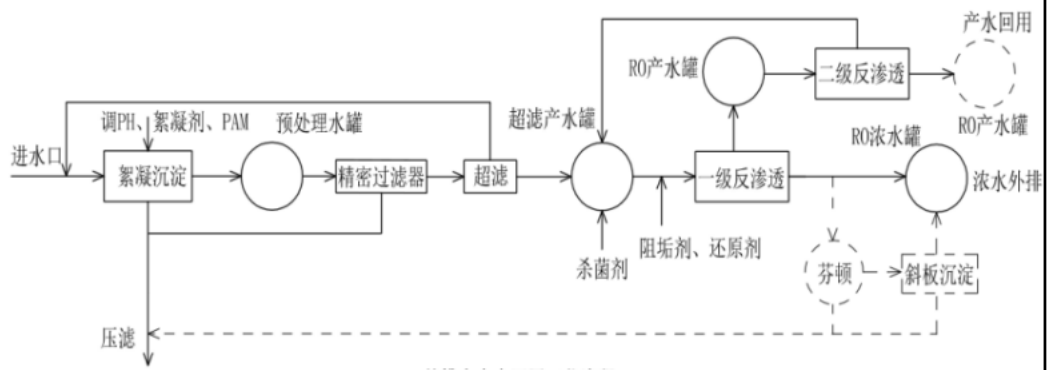 产水回用
RO产水罐
二级反渗透
RO产水罐
调PH、絮凝剂、PAM
预处理水罐
超滤产水罐
RO浓水罐
进水口
絮凝沉淀
精密过滤器
超滤
一级反渗透
浓水外排
阻垢剂、还原剂
杀菌剂
芬顿
斜板沉淀
压滤